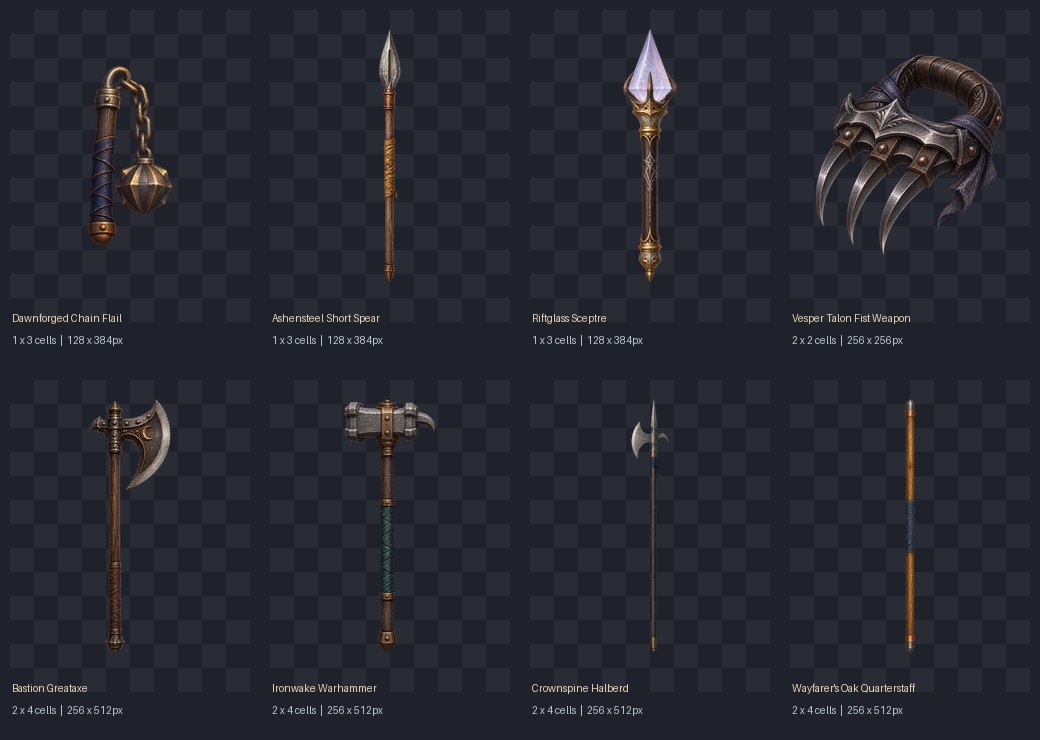 Dawnforged Chain Flail
1 x 3 cells | 128 x 384px
Ashensteel Short Spear
1 x 3 cells | 128 x 384px
Riftglass Sceptre
1 x 3 cells | 128 x 384px
Vesper Talon Fist Weapon
2 x 2 cells | 256 x 256px
Bastion Greataxe
2 x 4 cells | 256 x 512px
Ironwake Warhammer
2 x 4 cells | 256 x 512px
Crownspine Halberd
2 x 4 cells | 256 x 512px
Wayfarer's Oak Quarterstaff
2 x 4 cells | 256 x 512px